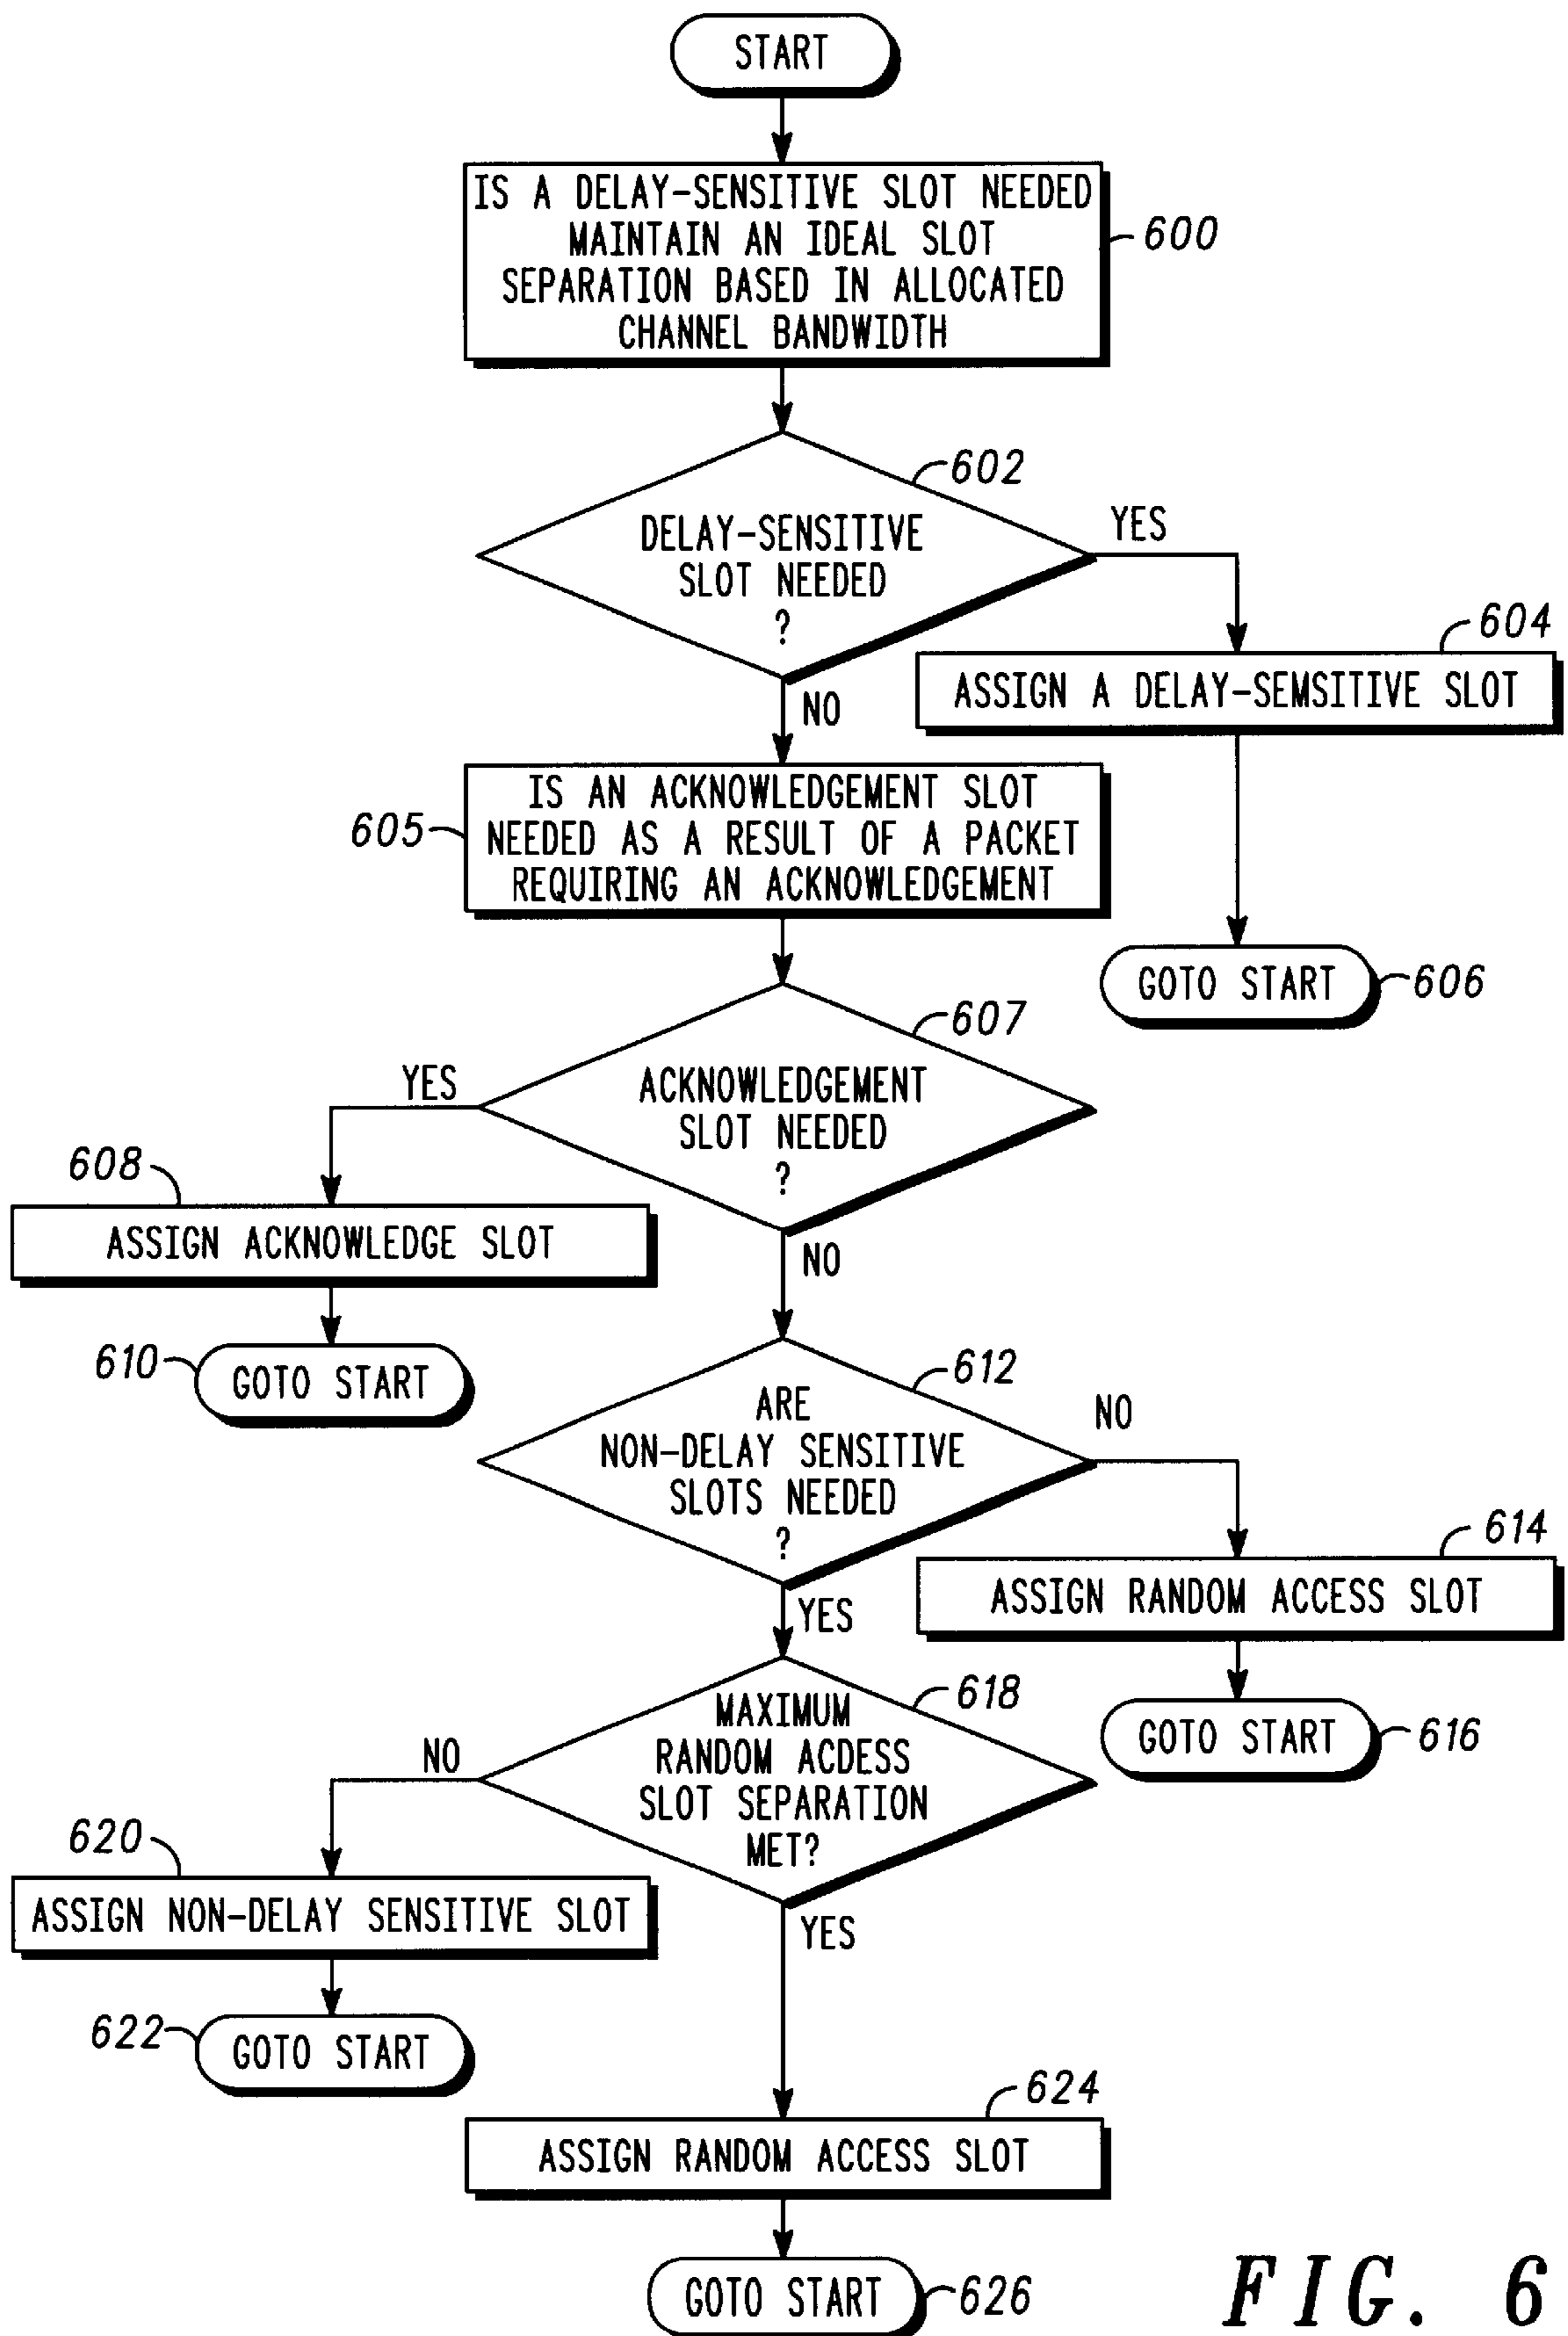 START
IS A DELAY-SENSITIVE SLOT NEEDED
MAINTAIN AN IDEAL SLOT
SEPARATION BASED IN ALLOCATED
CHANNEL BANDWIDTH
600
602
DELAY-SENSITIVE
SLOT NEEDED
?
YES
604
ASSIGN A DELAY-SEMSITIVE SLOT
NO
605
IS AN ACKNOWLEDGEMENT SLOT
NEEDED AS A RESULT OF A PACKET
REQUIRING AN ACKNOWLEDGEMENT
GOTO START
606
607
YES
ACKNOWLEDGEMENT
SLOT NEEDED
?
608
ASSIGN ACKNOWLEDGE SLOT
NO
610
GOTO START
612
ARE
NON-DELAY SENSITIVE
SLOTS NEEDED
?
NO
614
ASSIGN RANDOM ACCESS SLOT
YES
GOTO START
616
618
MAXIMUM
RANDOM ACDESS
SLOT SEPARATION
MET?
NO
620
ASSIGN NON-DELAY SENSITIVE SLOT
YES
622
GOTO START
624
ASSIGN RANDOM ACCESS SLOT
GOTO START
626
FIG. 6